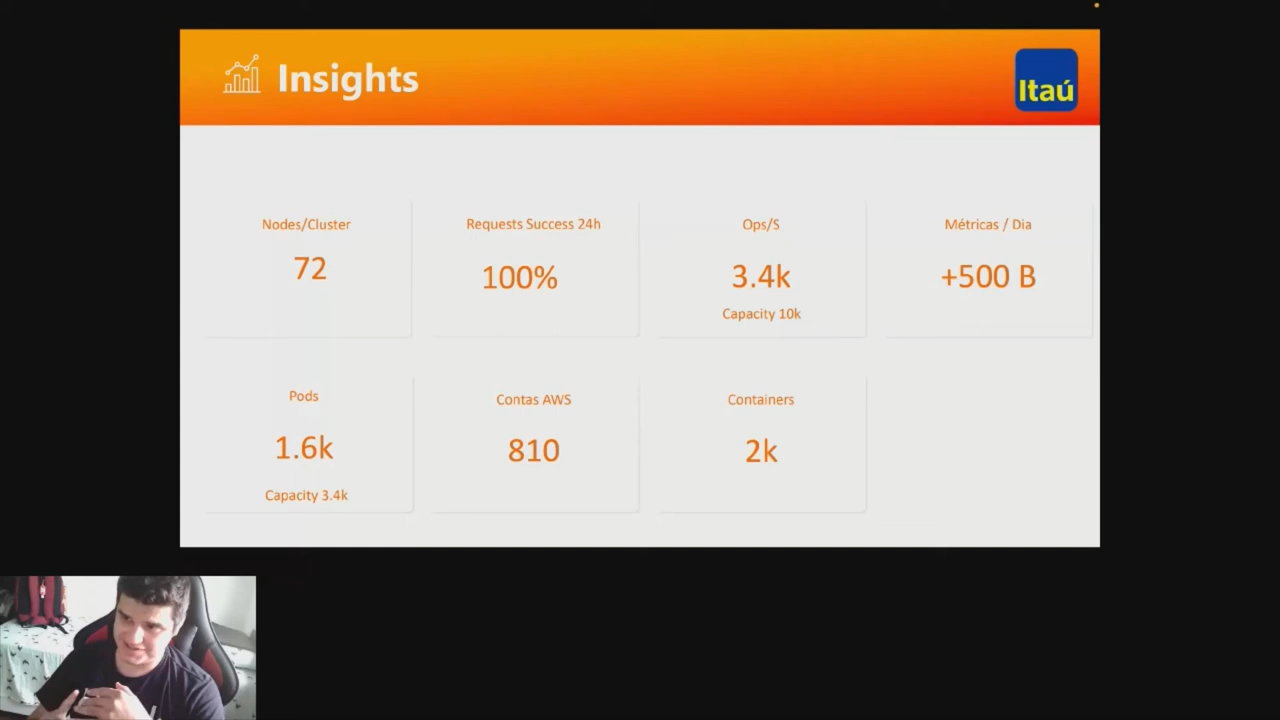 Insights
Itaú
Nodes/Cluster
72
Requests Success 24h
100%
Ops/S
3.4k
Capacity 10k
Métricas / Dia
+500 B
Pods
1.6k
Capacity 3.4k
Contas AWS
810
Containers
2k